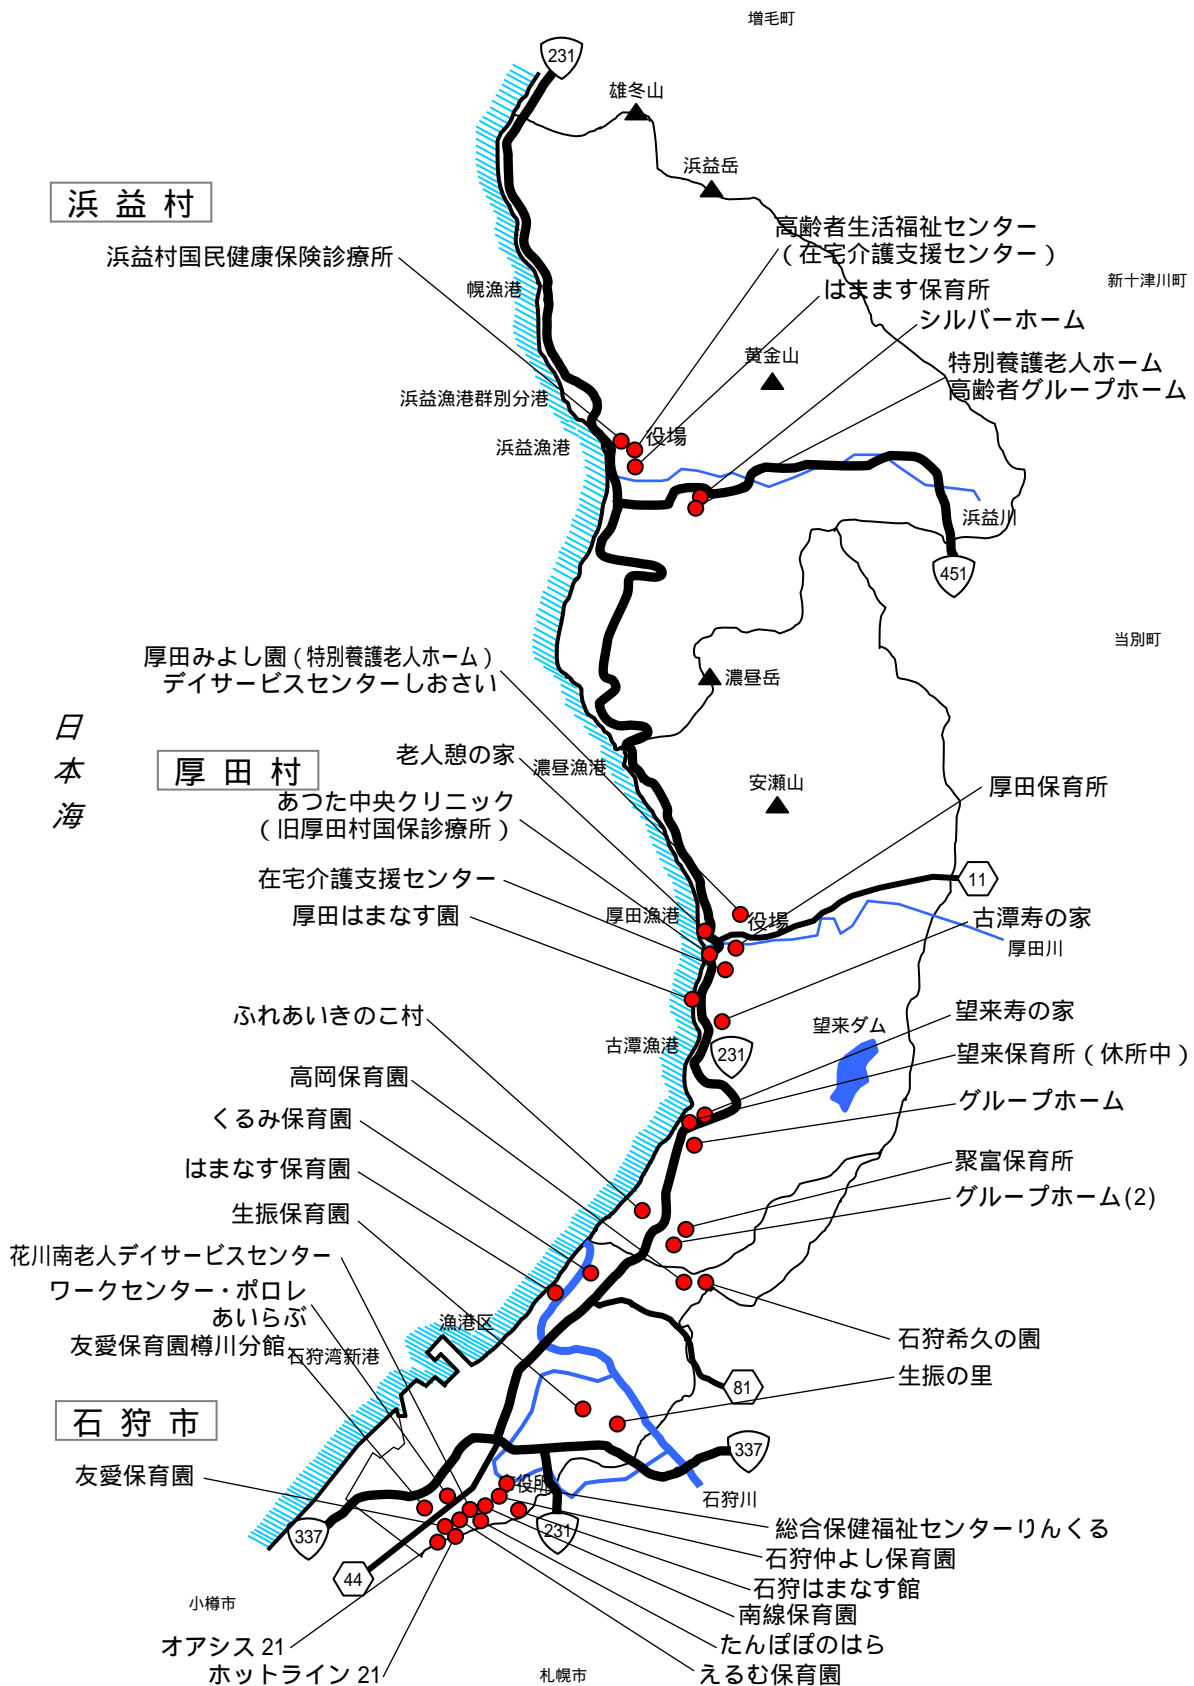 増毛町
231
雄冬山
浜益岳
浜益村
高齢者生活福祉センター
(在宅介護支援センター)
浜益村国民健康保険診療所
新十津川町
幌漁港
はまます保育所
シルバーホーム
黄金山
特別養護老人ホーム
高齢者グループホーム
浜益漁港群別分港
役場
浜益漁港
浜益川
451
当別町
厚田みよし園(特別養護老人ホーム)
デイサービスセンターしおさい
濃昼岳
日本海
老人憩の家
濃昼漁港
厚田村
安瀬山
厚田保育所
あつた中央クリニック
(旧厚田村国保診療所)
在宅介護支援センター
11
厚田はまなす園
厚田漁港
役場
古潭寿の家
厚田川
ふれあいきのこ村
望来寿の家
望来ダム
古潭漁港
231
望来保育所(休所中)
高岡保育園
グループホーム
くるみ保育園
はまなす保育園
聚富保育所
グループホーム(2)
生振保育園
花川南老人デイサービスセンター
ワークセンター・ポロレ
あいらぶ
漁港区
友愛保育園樽川分館
石狩湾新港
石狩希久の園
生振の里
81
石狩市
337
友愛保育園
市役所
石狩川
337
231
総合保健福祉センターりんくる
石狩仲よし保育園
44
石狩はまなす館
小樽市
南線保育園
オアシス21
たんぽぽのはら
ホットライン21
札幌市
えるむ保育園